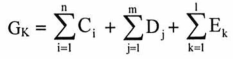 G_K = \sum_{i=1}^{n} C_i + \sum_{j=1}^{m} D_j + \sum_{k=1}^{l} E_k